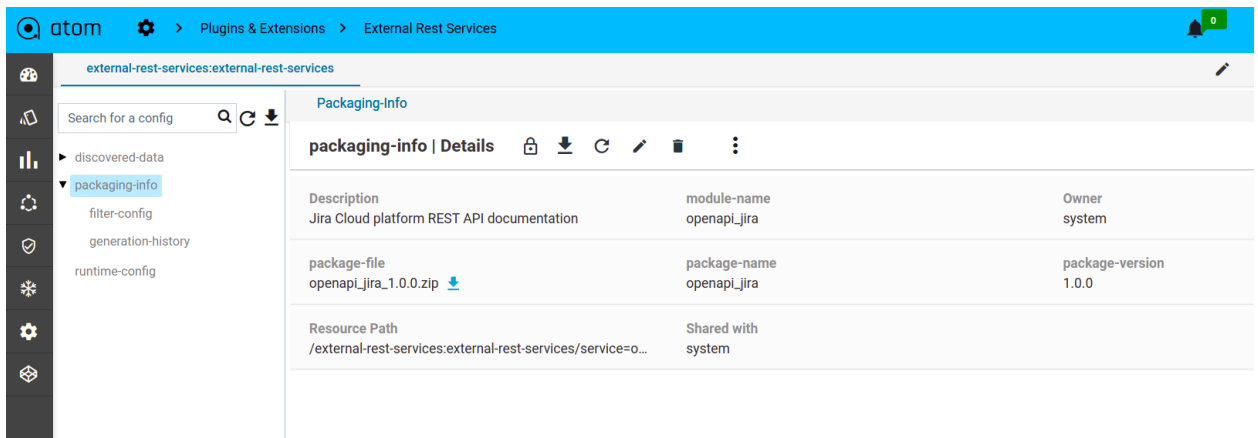 atom > Plugins & Extensions > External Rest Services 0
external-rest-services:external-rest-services
Search for a config
discovered-data
packaging-info
filter-config
generation-history
runtime-config
Packaging-Info
packaging-info | Details
Description module-name Owner
Jira Cloud platform REST API documentation openapi_jira system
package-file package-name package-version
openapi_jira_1.0.0.zip openapi_jira 1.0.0
Resource Path Shared with
/external-rest-services:external-rest-services/service=o... system